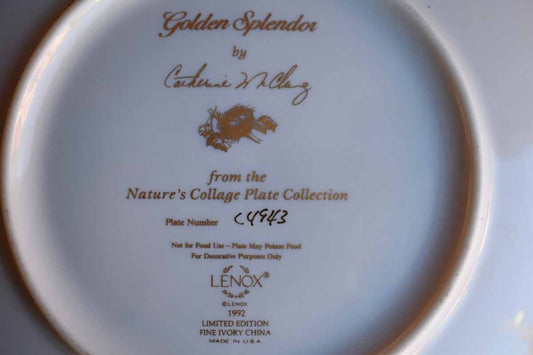 Golden Splendor
by
Catherine McClung
from the
Nature's Collage Plate Collection
Plate Number C4943
Not for Food Use – Plate May Poison Food
For Decorative Purposes Only
LENOX®
©LENOX
1992
LIMITED EDITION
FINE IVORY CHINA
MADE IN U.S.A.